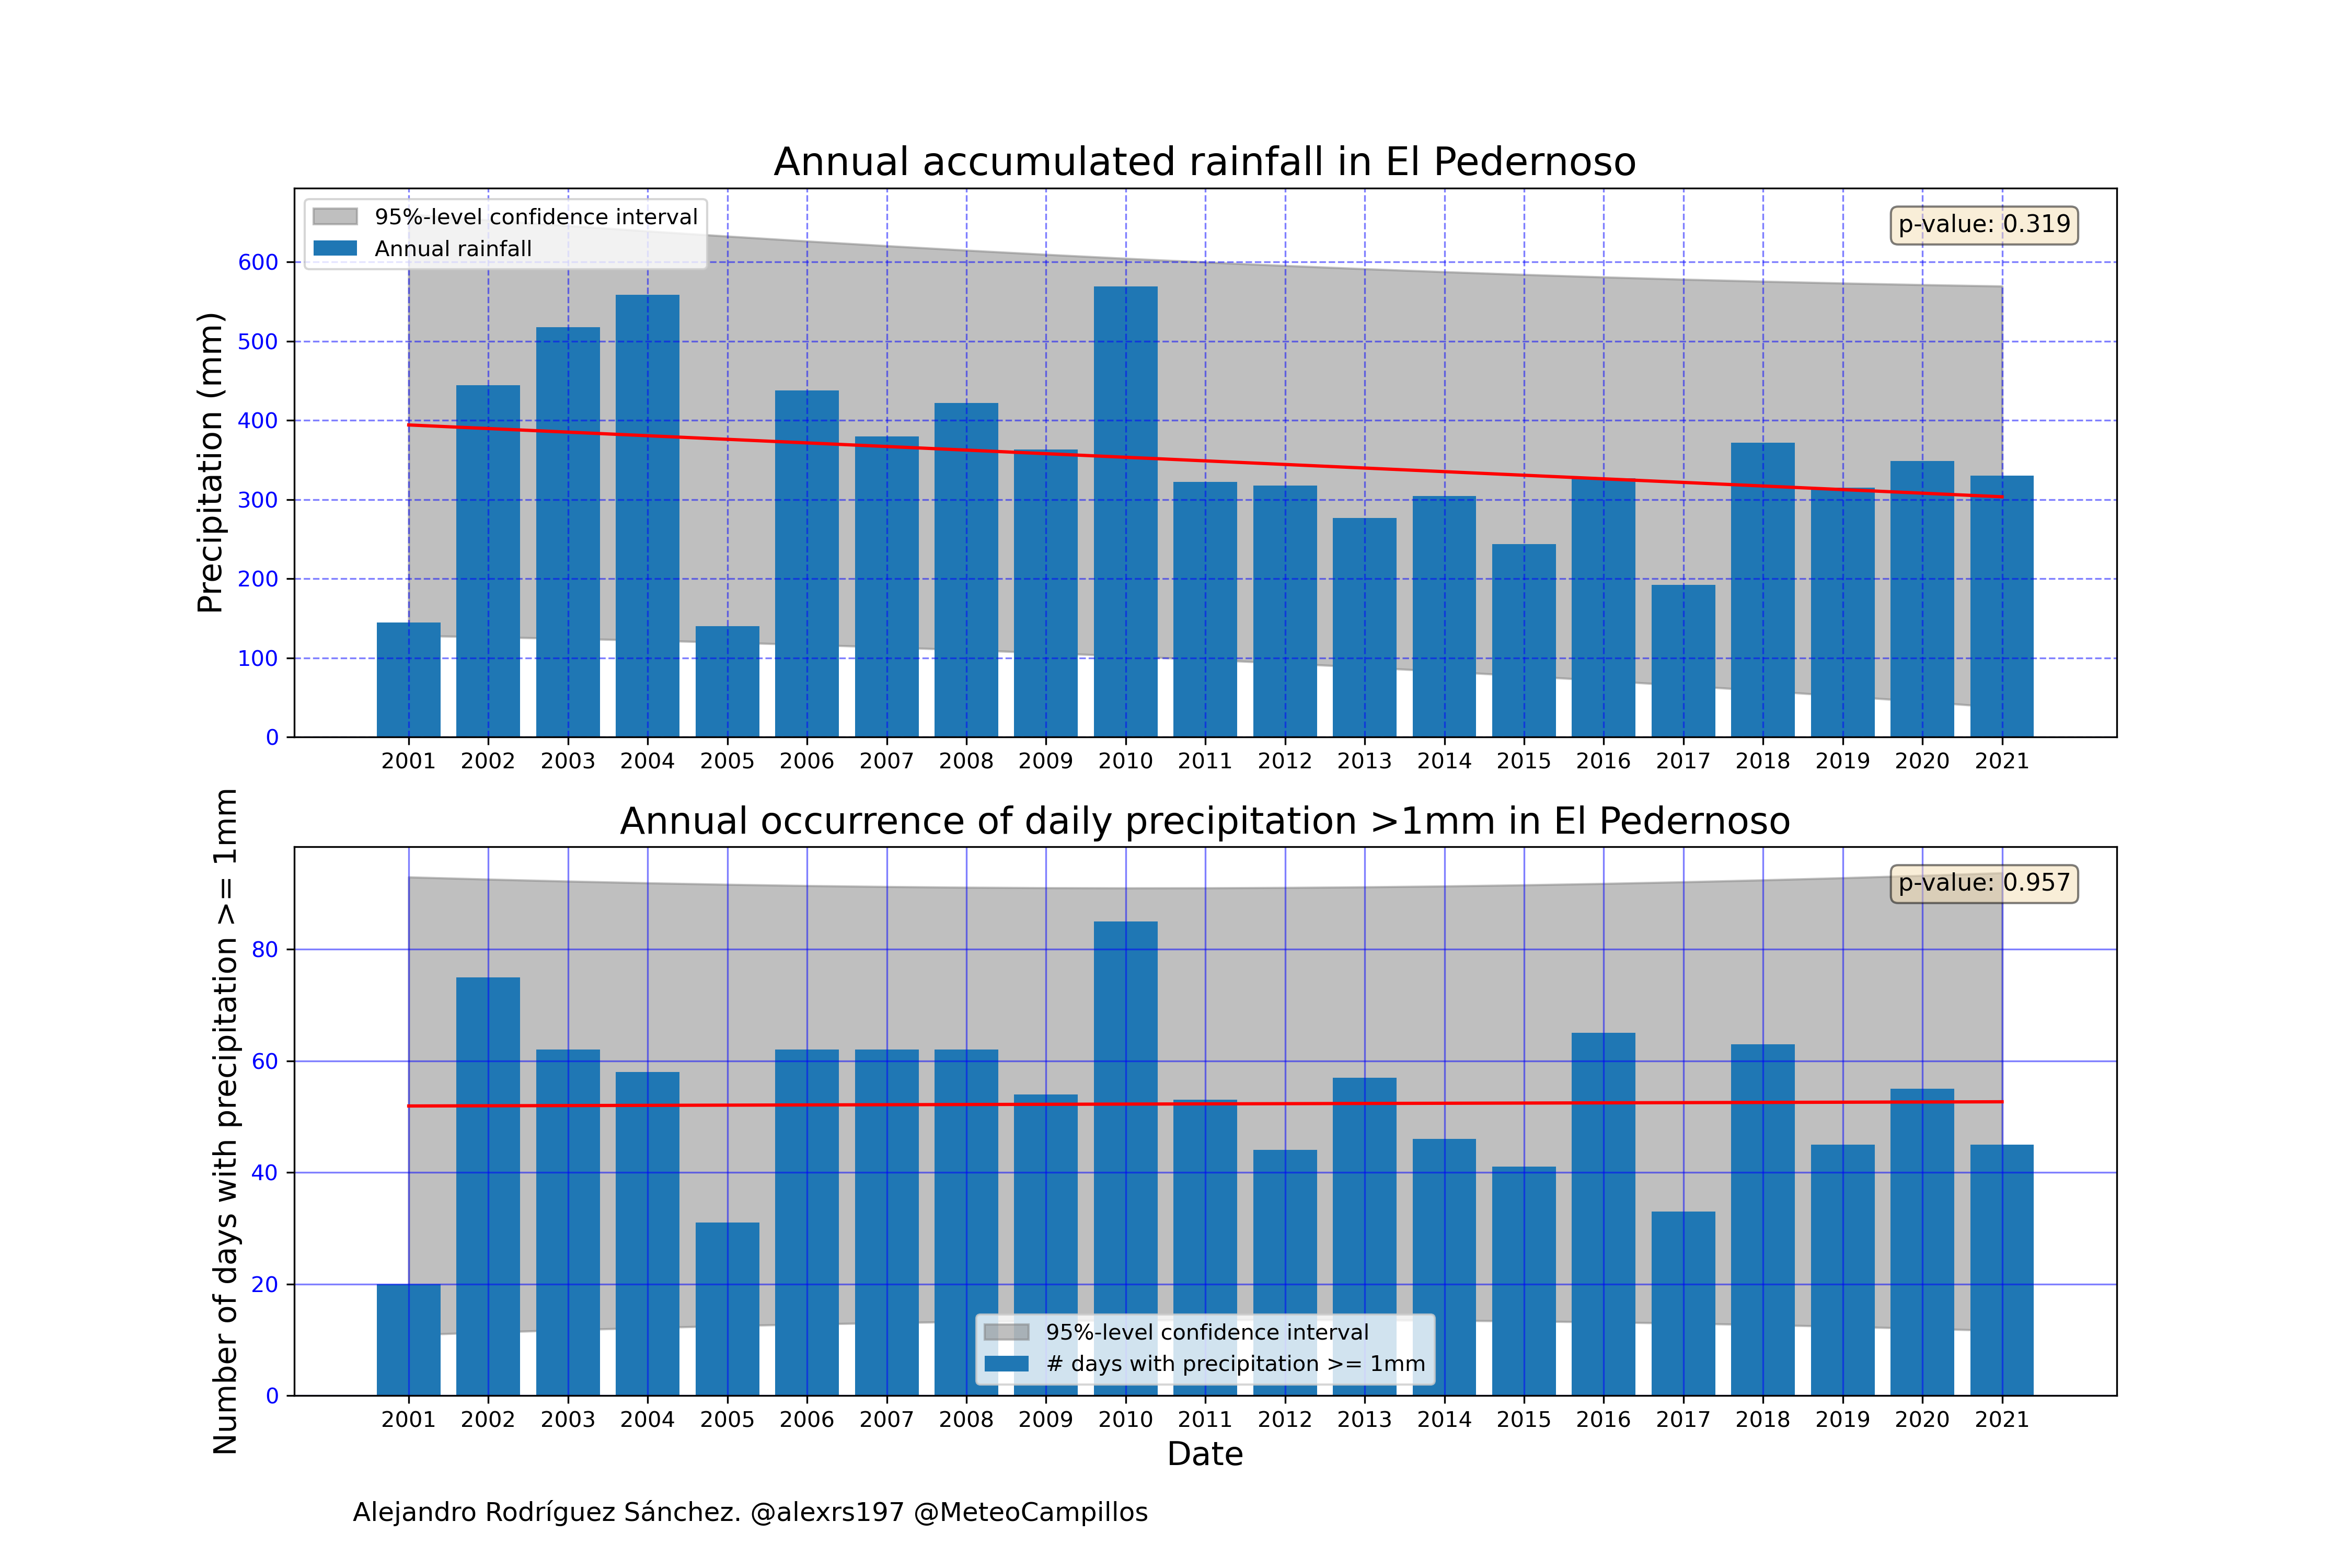 Annual accumulated rainfall in El Pedernoso
95%-level confidence interval
Annual rainfall
p-value: 0.319
Precipitation (mm)
600
500
400
300
200
100
0
2001 2002 2003 2004 2005 2006 2007 2008 2009 2010 2011 2012 2013 2014 2015 2016 2017 2018 2019 2020 2021
Annual occurrence of daily precipitation >1mm in El Pedernoso
p-value: 0.957
Number of days with precipitation >= 1mm
80
60
40
20
0
95%-level confidence interval
# days with precipitation >= 1mm
2001 2002 2003 2004 2005 2006 2007 2008 2009 2010 2011 2012 2013 2014 2015 2016 2017 2018 2019 2020 2021
Date
Alejandro Rodríguez Sánchez. @alexrs197 @MeteoCampillos